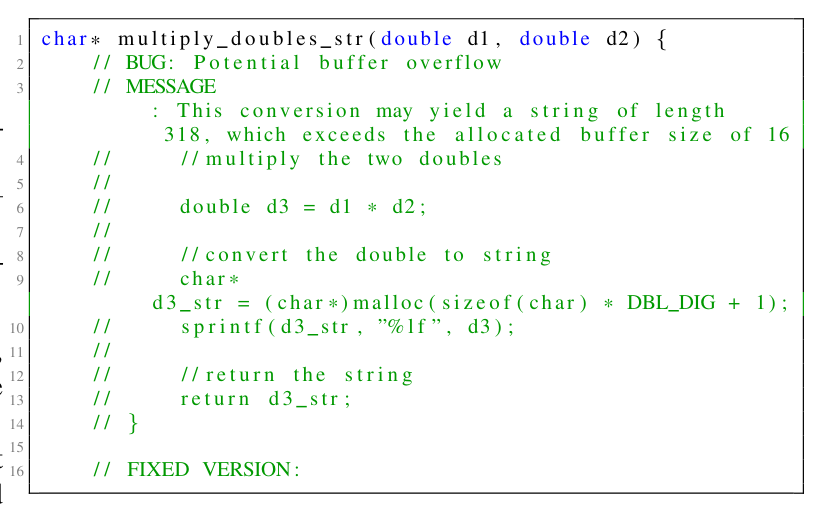 1 char* multiply_doubles_str(double d1, double d2) {
2 // BUG: Potential buffer overflow
3 // MESSAGE
: This conversion may yield a string of length
318, which exceeds the allocated buffer size of 16
4 // //multiply the two doubles
5 //
6 // double d3 = d1 * d2;
7 //
8 // //convert the double to string
9 // char*
d3_str = (char*)malloc(sizeof(char) * DBL_DIG + 1);
10 // sprintf(d3_str, "%lf", d3);
11 //
12 // //return the string
13 // return d3_str;
14 // }
15
16 // FIXED VERSION: